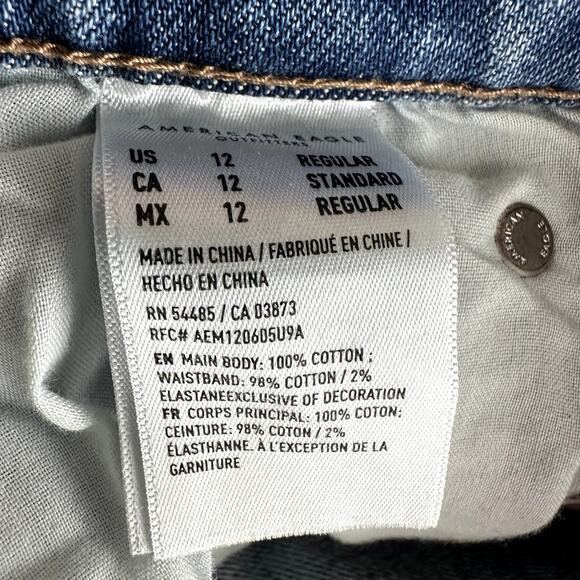 AMERICAN EAGLE
OUTFITTERS
US 12 REGULAR
CA 12 STANDARD
MX 12 REGULAR
MADE IN CHINA / FABRIQUÉ EN CHINE /
HECHO EN CHINA
RN 54485 / CA 03873
RFC# AEM120605U9A
EN MAIN BODY: 100% COTTON ;
WAISTBAND: 98% COTTON / 2%
ELASTANEEXCLUSIVE OF DECORATION
FR CORPS PRINCIPAL: 100% COTON;
CEINTURE: 98% COTON / 2%
ÉLASTHANNE. À L'EXCEPTION DE LA
GARNITURE
AMERICAN EAGLE